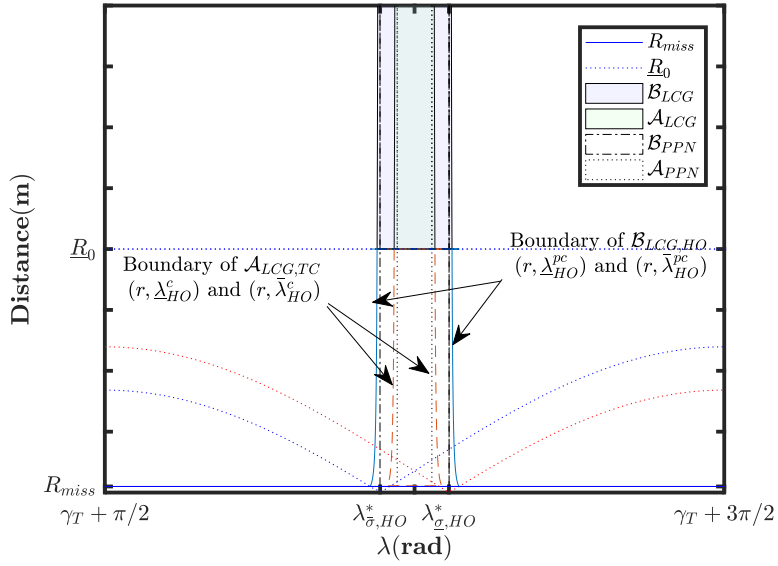 R_{miss}
\underline{R}_0
\mathcal{B}_{LCG}
\mathcal{A}_{LCG}
\mathcal{B}_{PPN}
\mathcal{A}_{PPN}
Distance(m)
\underline{R}_0
Boundary of \mathcal{A}_{LCG,TC}
(r, \underline{\lambda}^c_{HO}) and (r, \bar{\lambda}^c_{HO})
Boundary of \mathcal{B}_{LCG,HO}
(r, \underline{\lambda}^{pc}_{HO}) and (r, \bar{\lambda}^{pc}_{HO})
R_{miss}
\gamma_T + \pi/2
\lambda^*_{\bar{\sigma},HO}
\lambda^*_{\underline{\sigma},HO}
\gamma_T + 3\pi/2
\lambda(rad)